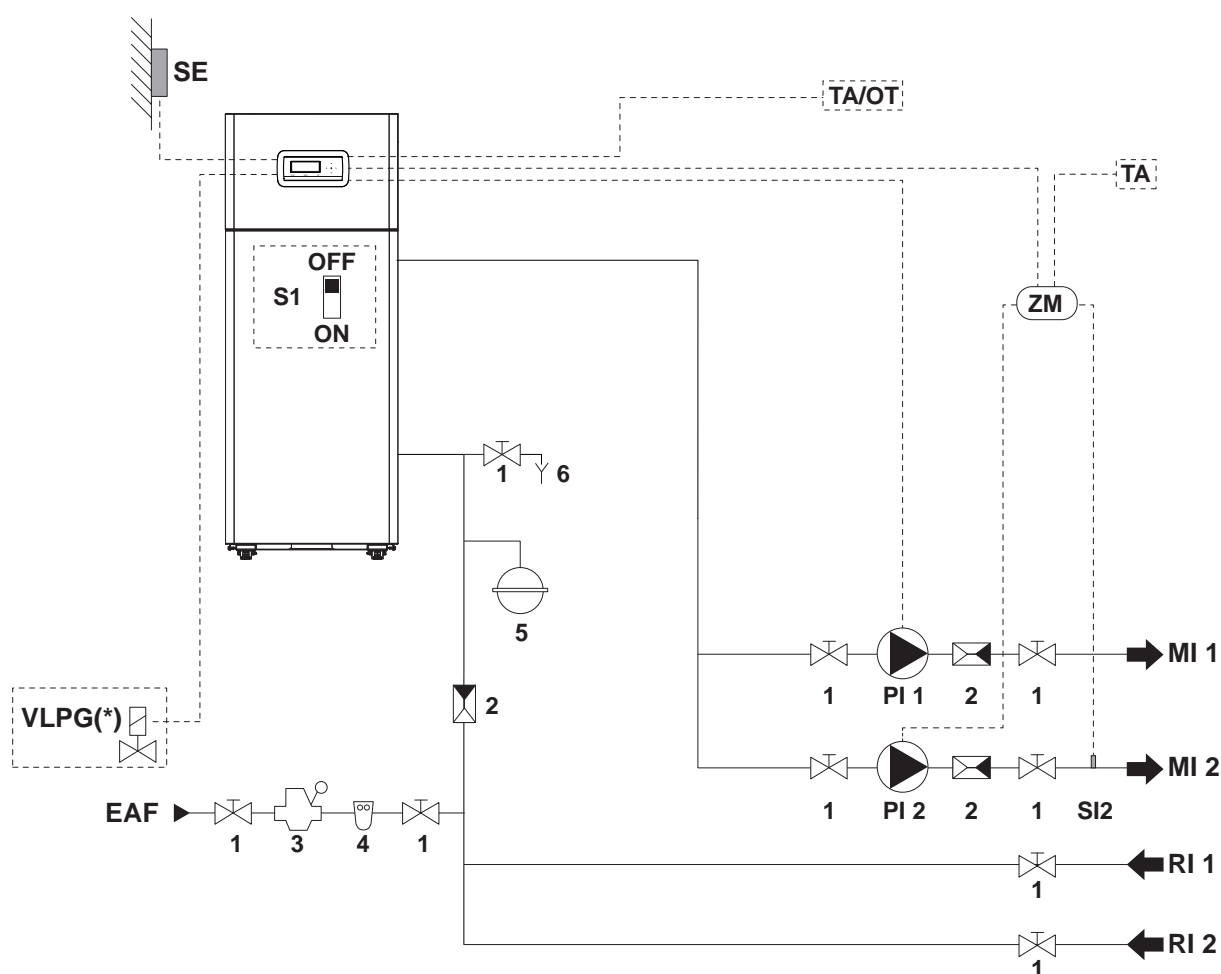 SE
TA/OT
TA
OFF
S1
ON
ZM
1 6
5
2
MI 1
1 PI 1 2 1
VLPG(*)
MI 2
1 PI 2 2 1 SI2
EAF
1 3 4 1
RI 1
1
RI 2
1